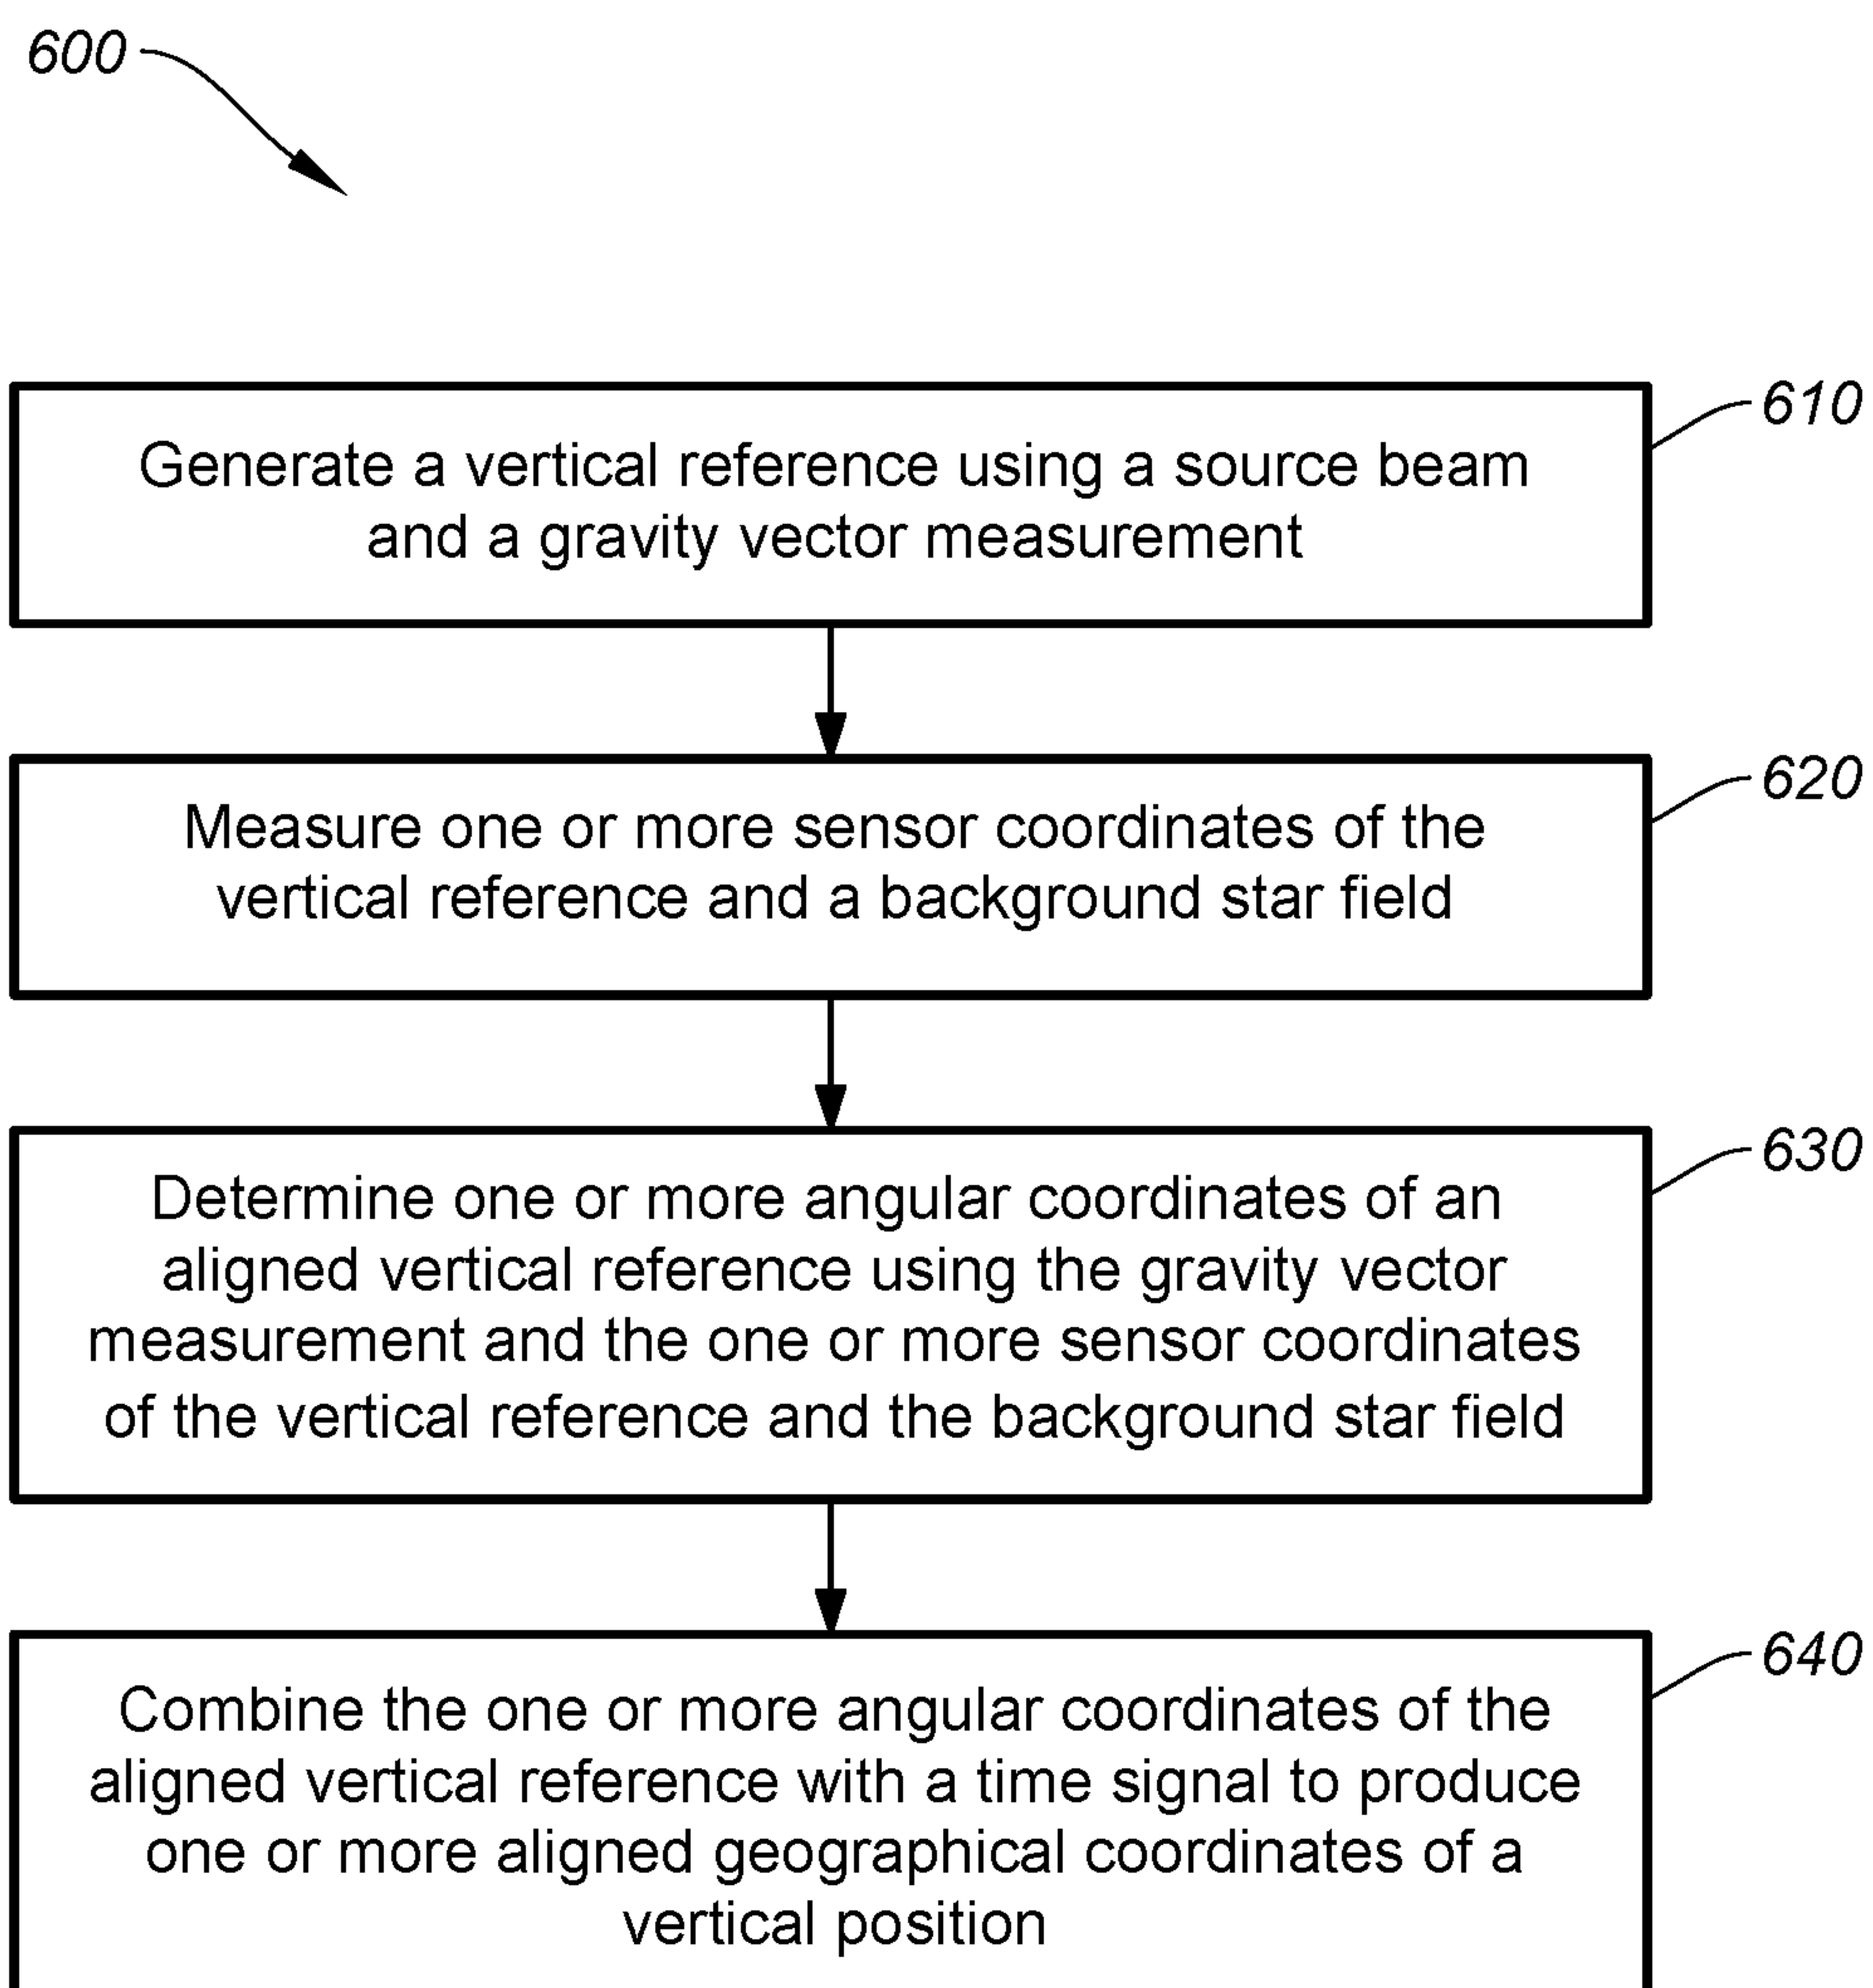 600
610
Generate a vertical reference using a source beam
and a gravity vector measurement
620
Measure one or more sensor coordinates of the
vertical reference and a background star field
630
Determine one or more angular coordinates of an
aligned vertical reference using the gravity vector
measurement and the one or more sensor coordinates
of the vertical reference and the background star field
640
Combine the one or more angular coordinates of the
aligned vertical reference with a time signal to produce
one or more aligned geographical coordinates of a
vertical position